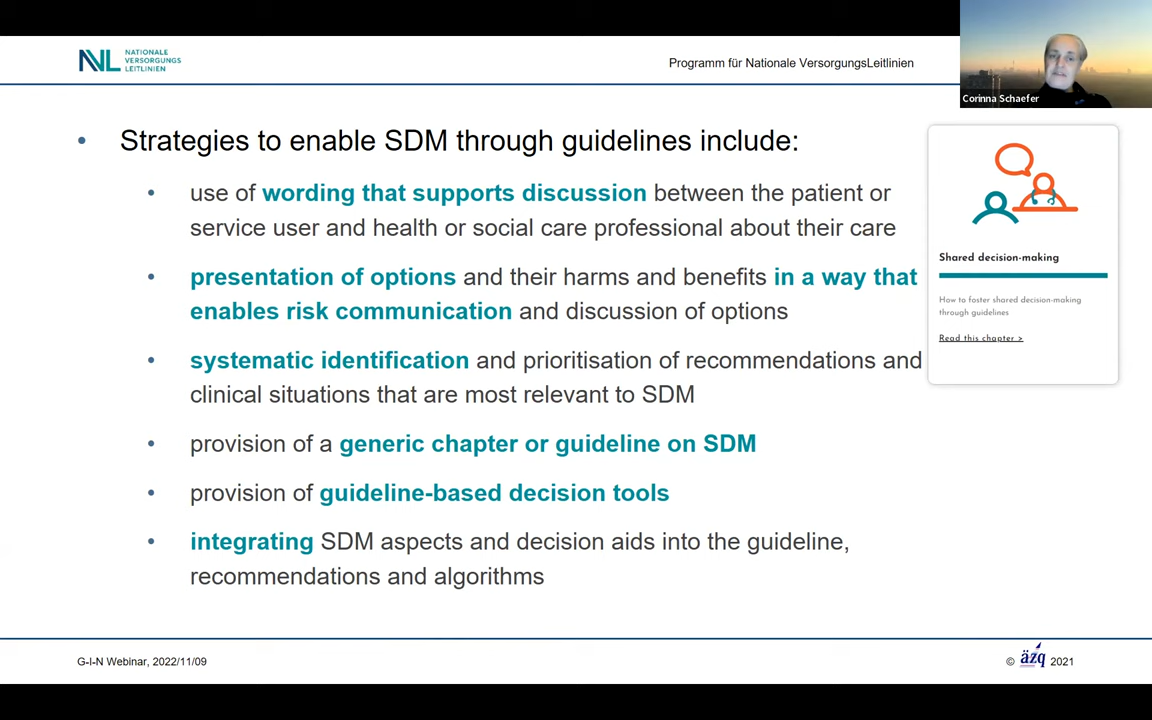 NVL NATIONALE
VERSORGUNGS
LEITLINIEN
Programm für Nationale VersorgungsLeitlinien
Corinna Schaefer
• Strategies to enable SDM through guidelines include:
• use of wording that supports discussion between the patient or
service user and health or social care professional about their care
• presentation of options and their harms and benefits in a way that
enables risk communication and discussion of options
• systematic identification and prioritisation of recommendations and
clinical situations that are most relevant to SDM
• provision of a generic chapter or guideline on SDM
• provision of guideline-based decision tools
• integrating SDM aspects and decision aids into the guideline,
recommendations and algorithms
Shared decision-making
How to foster shared decision-making
through guidelines
Read this chapter >
G-I-N Webinar, 2022/11/09
© äzq 2021